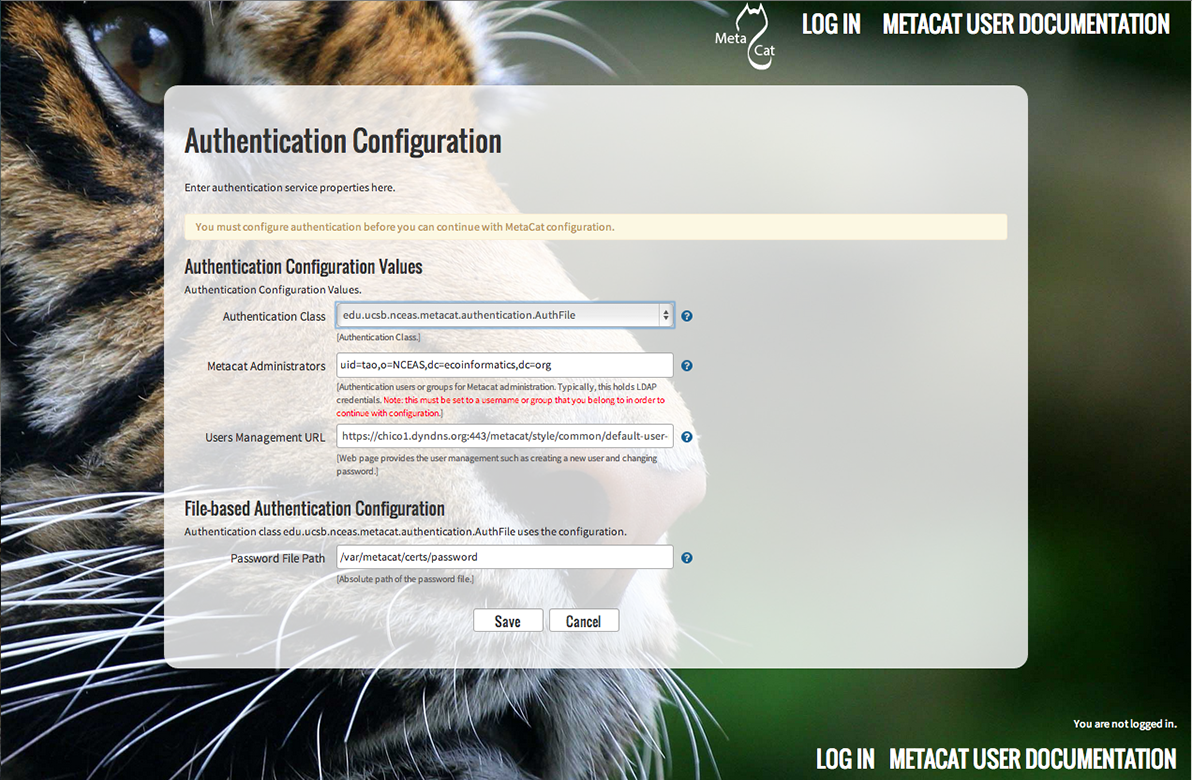 Meta Cat
LOG IN METACAT USER DOCUMENTATION
Authentication Configuration
Enter authentication service properties here.
You must configure authentication before you can continue with MetaCat configuration.
Authentication Configuration Values
Authentication Configuration Values.
Authentication Class edu.ucsb.nceas.metacat.authentication.AuthFile ?
[Authentication Class.]
Metacat Administrators uid=tao,o=NCEAS,dc=ecoinformatics,dc=org ?
[Authentication users or groups for Metacat administration. Typically, this holds LDAP
credentials. Note: this must be set to a username or group that you belong to in order to
continue with configuration.]
Users Management URL https://chico1.dyndns.org:443/metacat/style/common/default-user- ?
[Web page provides the user management such as creating a new user and changing
password.]
File-based Authentication Configuration
Authentication class edu.ucsb.nceas.metacat.authentication.AuthFile uses the configuration.
Password File Path /var/metacat/certs/password ?
[Absolute path of the password file.]
Save Cancel
You are not logged in.
LOG IN METACAT USER DOCUMENTATION